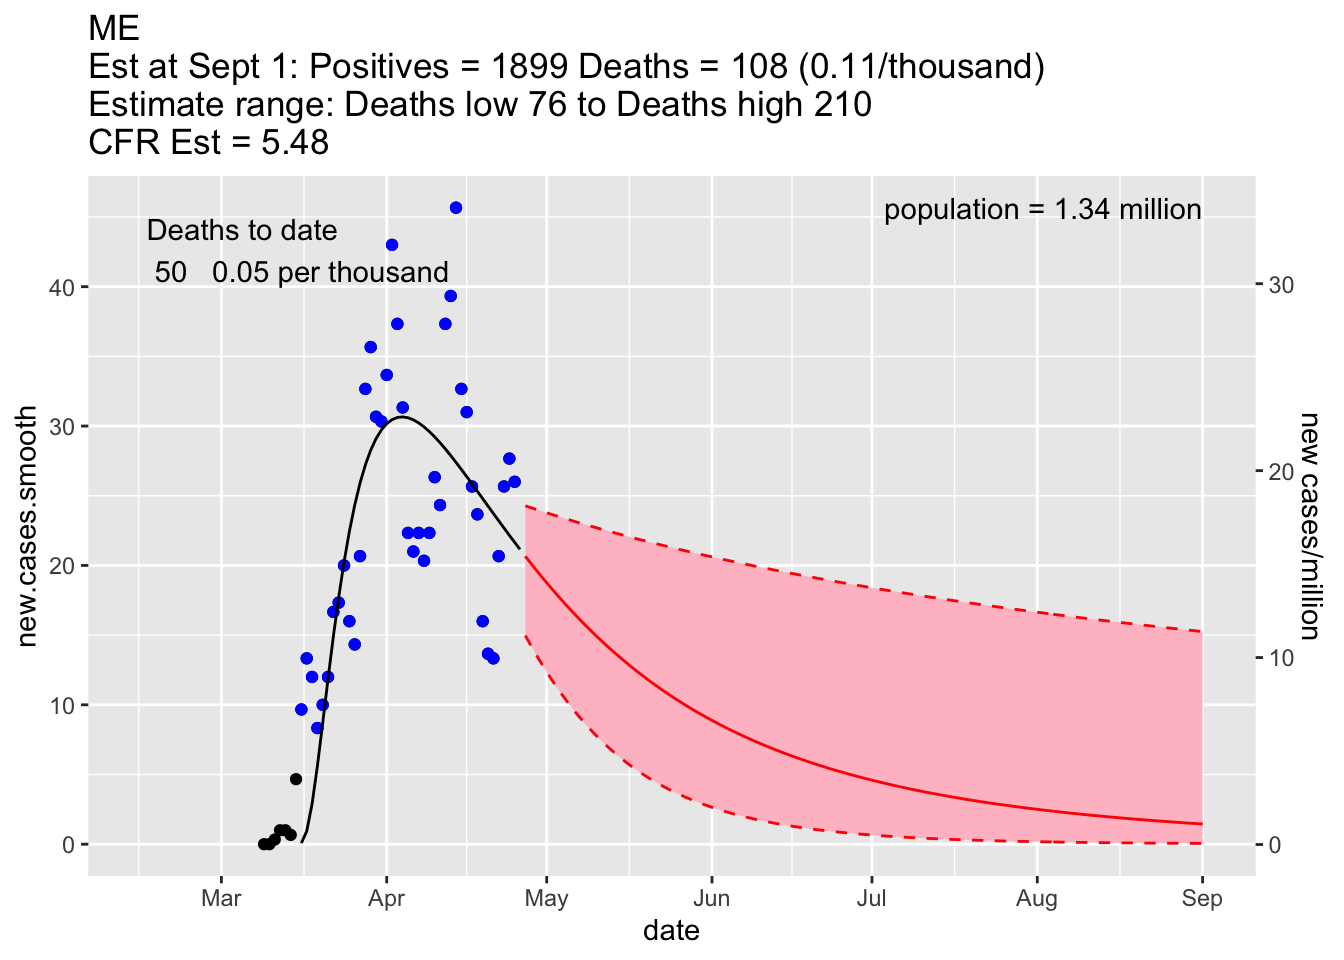 ME
Est at Sept 1: Positives = 1899 Deaths = 108 (0.11/thousand)
Estimate range: Deaths low 76 to Deaths high 210
CFR Est = 5.48
Deaths to date
50 0.05 per thousand
population = 1.34 million
new.cases.smooth
40
30
20
10
0
30
20
10
0
new cases/million
Mar
Apr
May
Jun
Jul
Aug
Sep
date